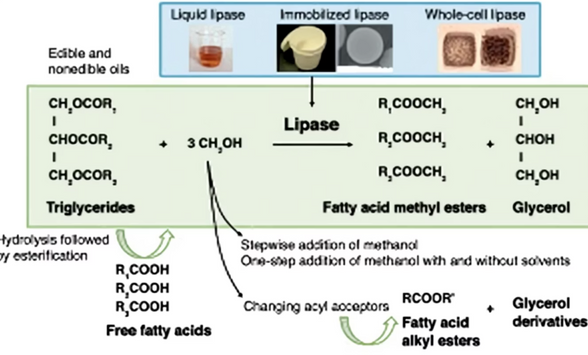 Liquid lipase
Immobilized lipase
Whole-cell lipase
Edible and
nonedible oils
CH₂OCOR₁
CHOCOR₂
CH₂OCOR₃
Triglycerides
+
3 CH₃OH
Lipase
R₁COOCH₃
R₂COOCH₃
R₃COOCH₃
Fatty acid methyl esters
+
CH₂OH
CHOH
CH₂OH
Glycerol
Hydrolysis followed
by esterification
R₁COOH
R₂COOH
R₃COOH
Free fatty acids
Stepwise addition of methanol
One-step addition of methanol with and without solvents
Changing acyl acceptors
RCOOR"
Fatty acid
alkyl esters
+
Glycerol
derivatives